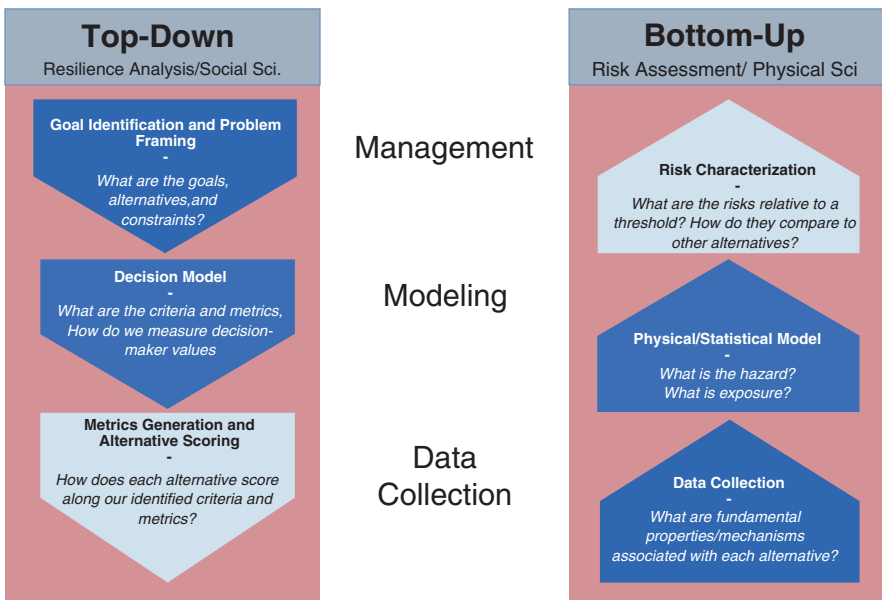 Top-Down
Resilience Analysis/Social Sci.
Goal Identification and Problem
Framing
-
What are the goals,
alternatives,and
constraints?
Decision Model
-
What are the criteria and metrics,
How do we measure decision-
maker values
Metrics Generation and
Alternative Scoring
-
How does each alternative score
along our identified criteria and
metrics?
Management
Modeling
Data
Collection
Bottom-Up
Risk Assessment/ Physical Sci
Risk Characterization
-
What are the risks relative to a
threshold? How do they compare to
other alternatives?
Physical/Statistical Model
-
What is the hazard?
What is exposure?
Data Collection
-
What are fundamental
properties/mechanisms
associated with each alternative?